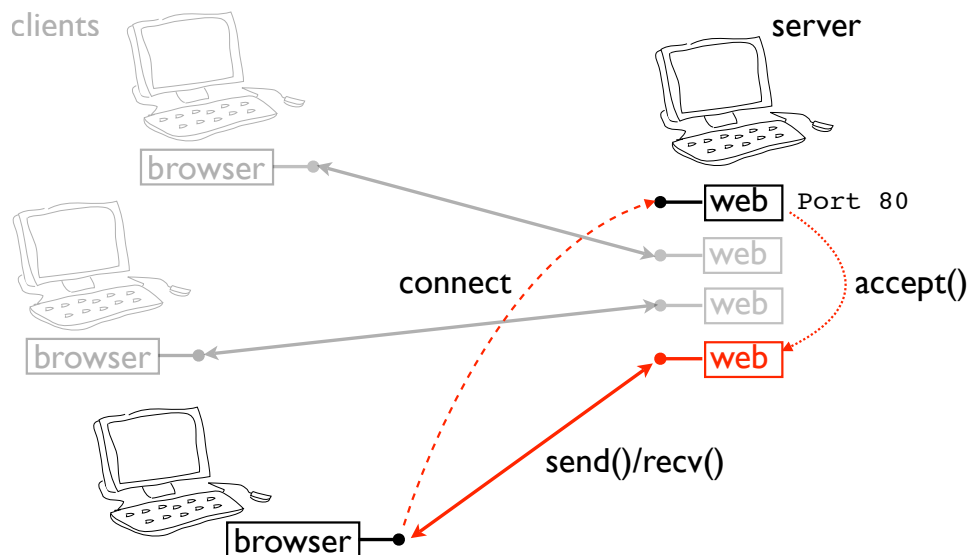 clients
server
browser
web Port 80
web
connect
accept()
web
browser
web
send()/recv()
browser